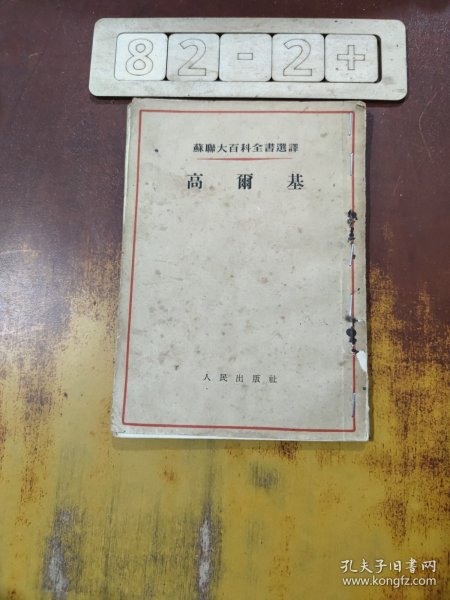 82-2+
蘇聯大百科全書選譯
高爾基
人民出版社
孔夫子旧书网
www.kongfz.com